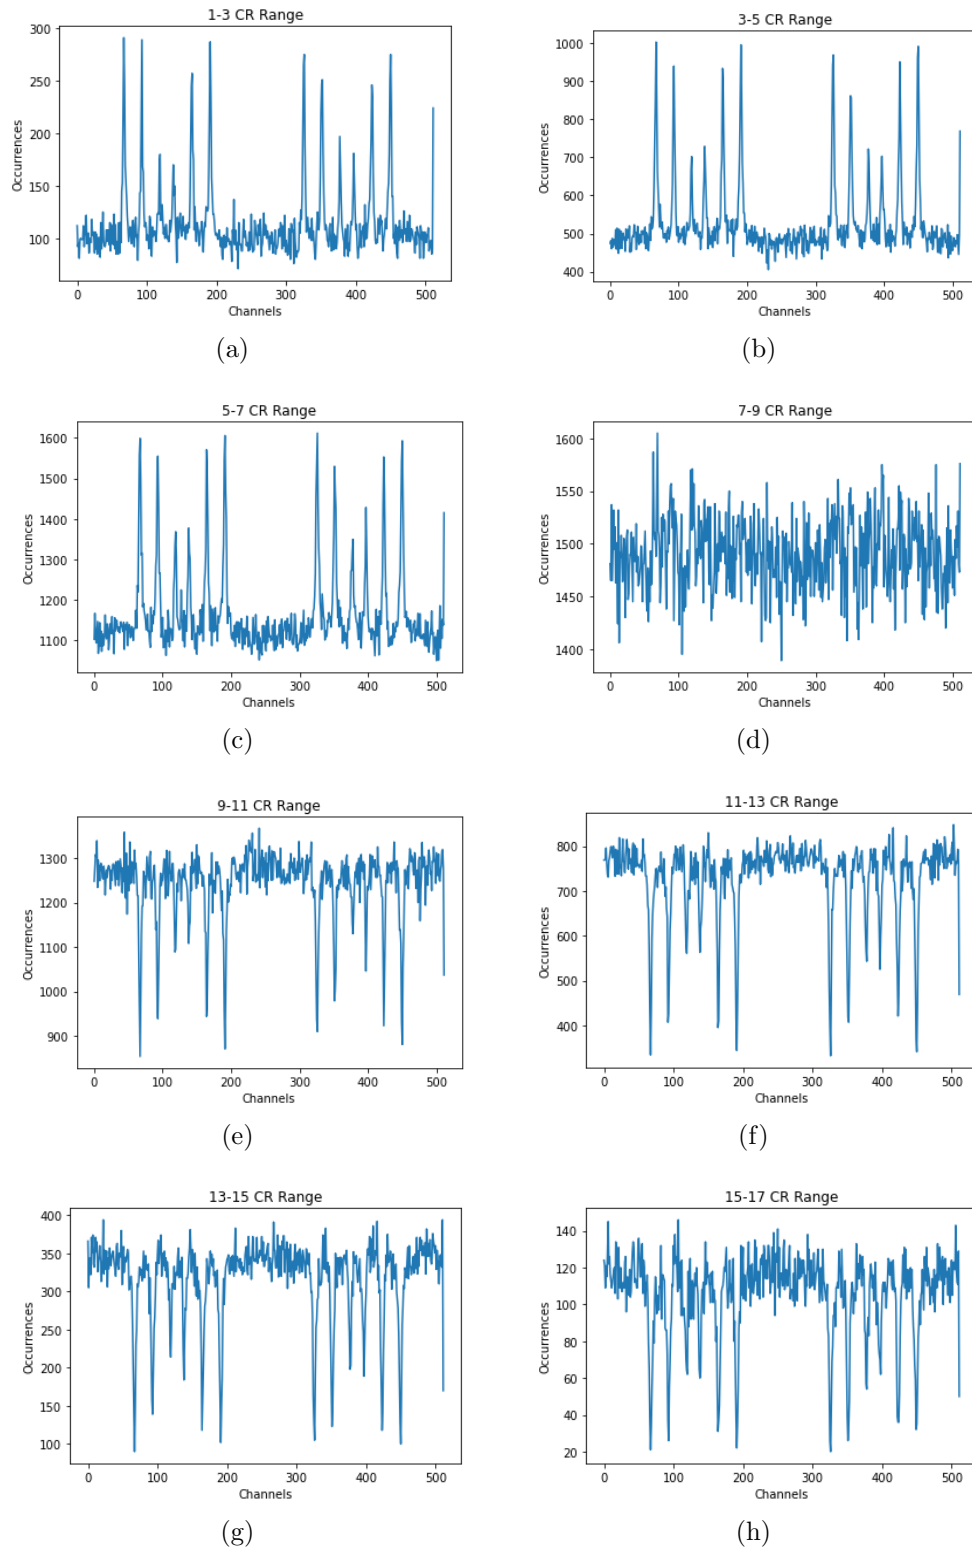 1-3 CR Range
3-5 CR Range
300
250
200
150
100
Occurrences
0 100 200 300 400 500
Channels
1000
900
800
700
600
500
400
Occurrences
0 100 200 300 400 500
Channels
(a)
(b)
5-7 CR Range
7-9 CR Range
1600
1500
1400
1300
1200
1100
Occurrences
0 100 200 300 400 500
Channels
1600
1550
1500
1450
1400
Occurrences
0 100 200 300 400 500
Channels
(c)
(d)
9-11 CR Range
11-13 CR Range
1300
1200
1100
1000
900
Occurrences
0 100 200 300 400 500
Channels
800
700
600
500
400
Occurrences
0 100 200 300 400 500
Channels
(e)
(f)
13-15 CR Range
15-17 CR Range
400
350
300
250
200
150
100
Occurrences
0 100 200 300 400 500
Channels
140
120
100
80
60
40
20
Occurrences
0 100 200 300 400 500
Channels
(g)
(h)